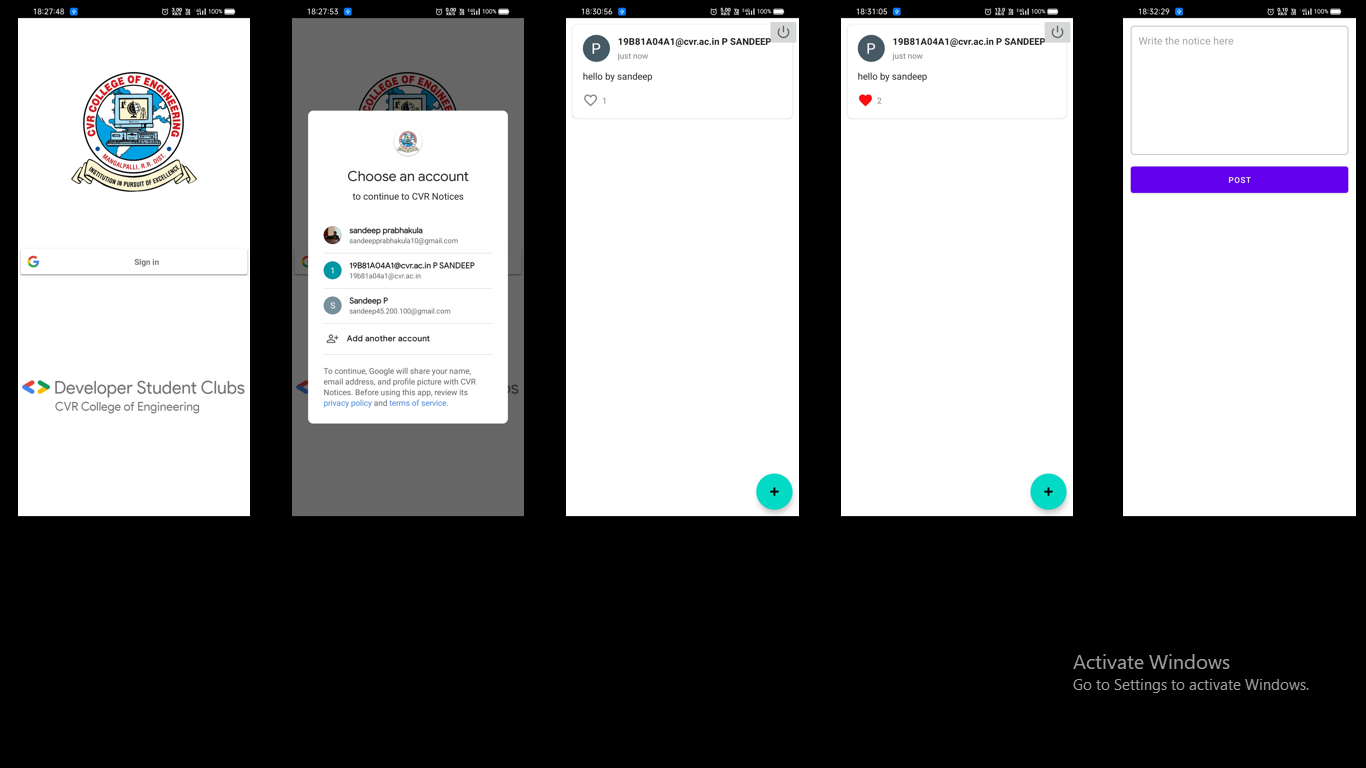 18:27:48
100%
CVR COLLEGE OF ENGINEERING
MANGALPALLI. R.R. DIST.
INSTITUTION IN PURSUIT OF EXCELLENCE
Sign in
Developer Student Clubs
CVR College of Engineering
18:27:53
100%
Choose an account
to continue to CVR Notices
sandeep prabhakula
sandeepprabhakula10@gmail.com
1
19B81A04A1@cvr.ac.in P SANDEEP
19b81a04a1@cvr.ac.in
S
Sandeep P
sandeep45.200.100@gmail.com
Add another account
To continue, Google will share your name,
email address, and profile picture with CVR
Notices. Before using this app, review its
privacy policy and terms of service.
18:30:56
100%
P
19B81A04A1@cvr.ac.in P SANDEEP
just now
hello by sandeep
1
+
18:31:05
100%
P
19B81A04A1@cvr.ac.in P SANDEEP
just now
hello by sandeep
2
+
18:32:29
100%
Write the notice here
POST
Activate Windows
Go to Settings to activate Windows.